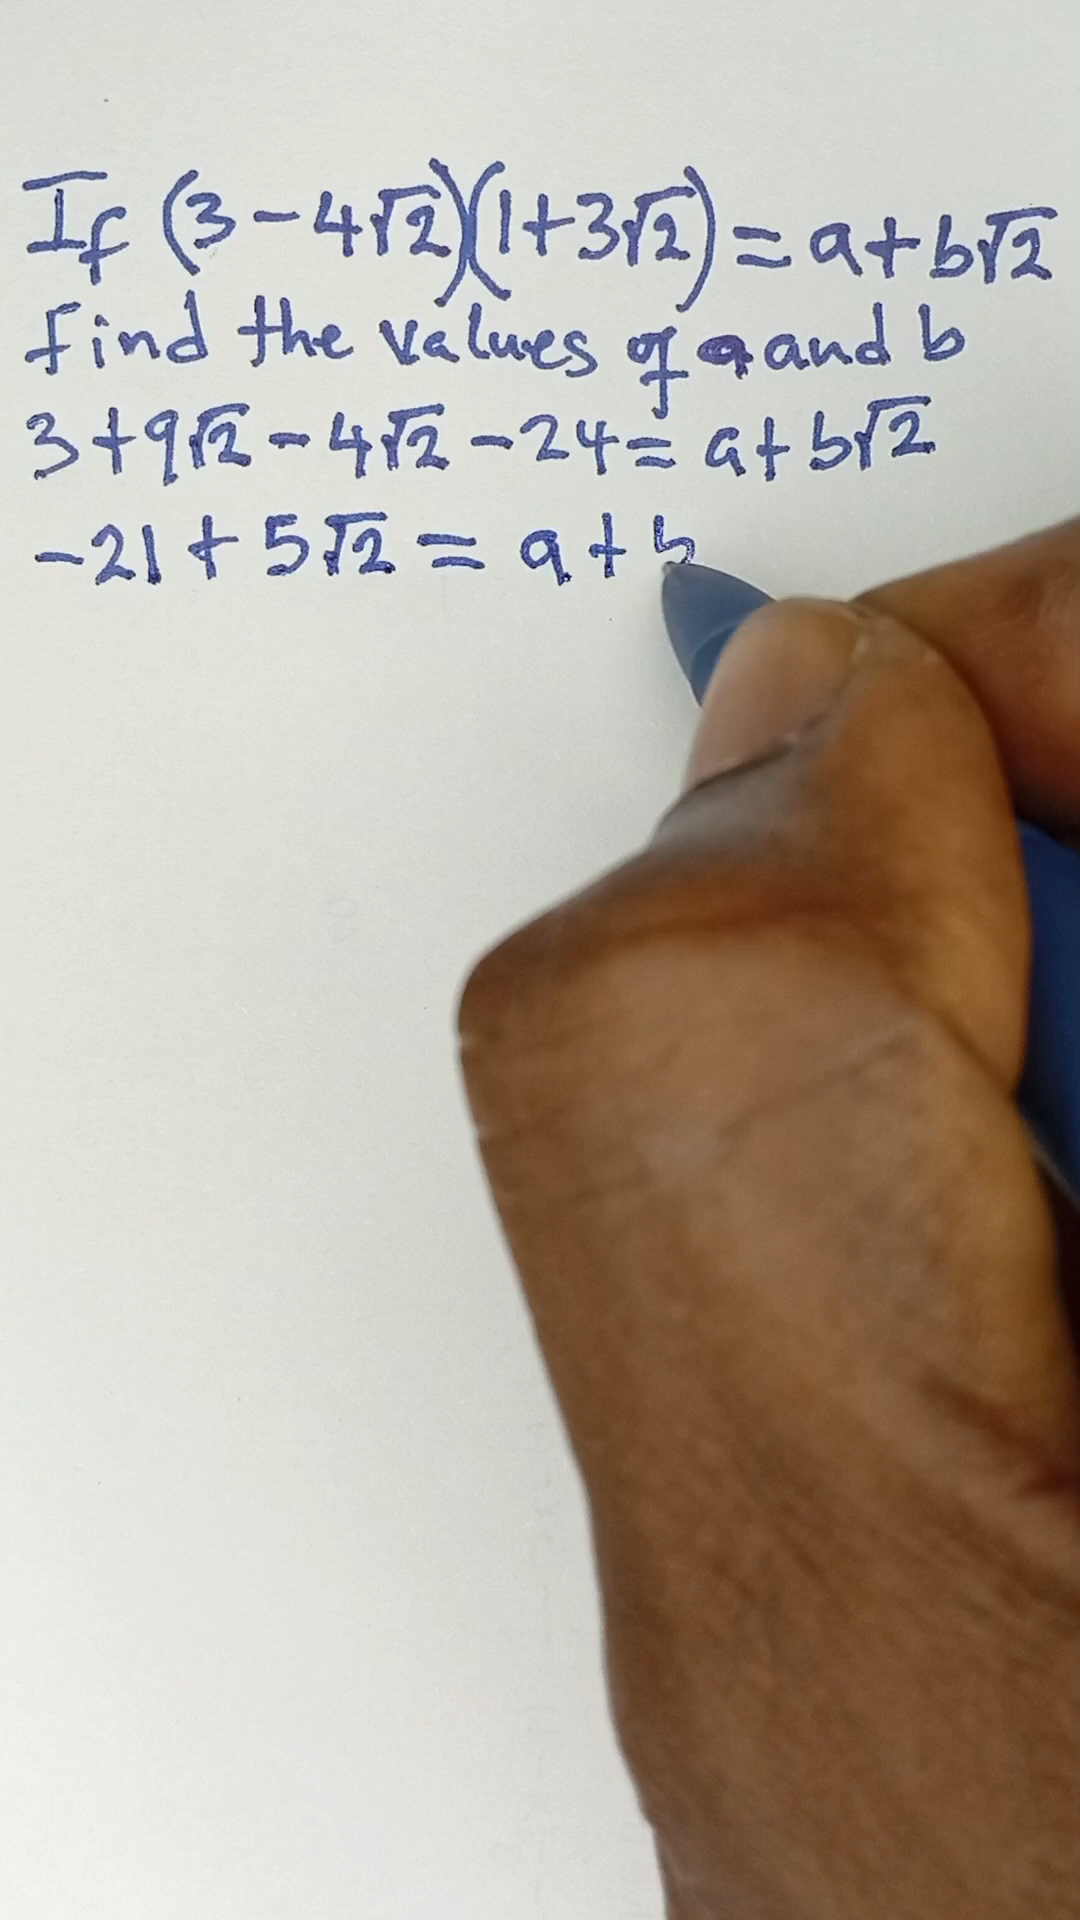 If (3-4√2)(1+3√2) = a+b√2
find the values of a and b
3+9√2-4√2-24= a+b√2
-21+5√2 = a+b